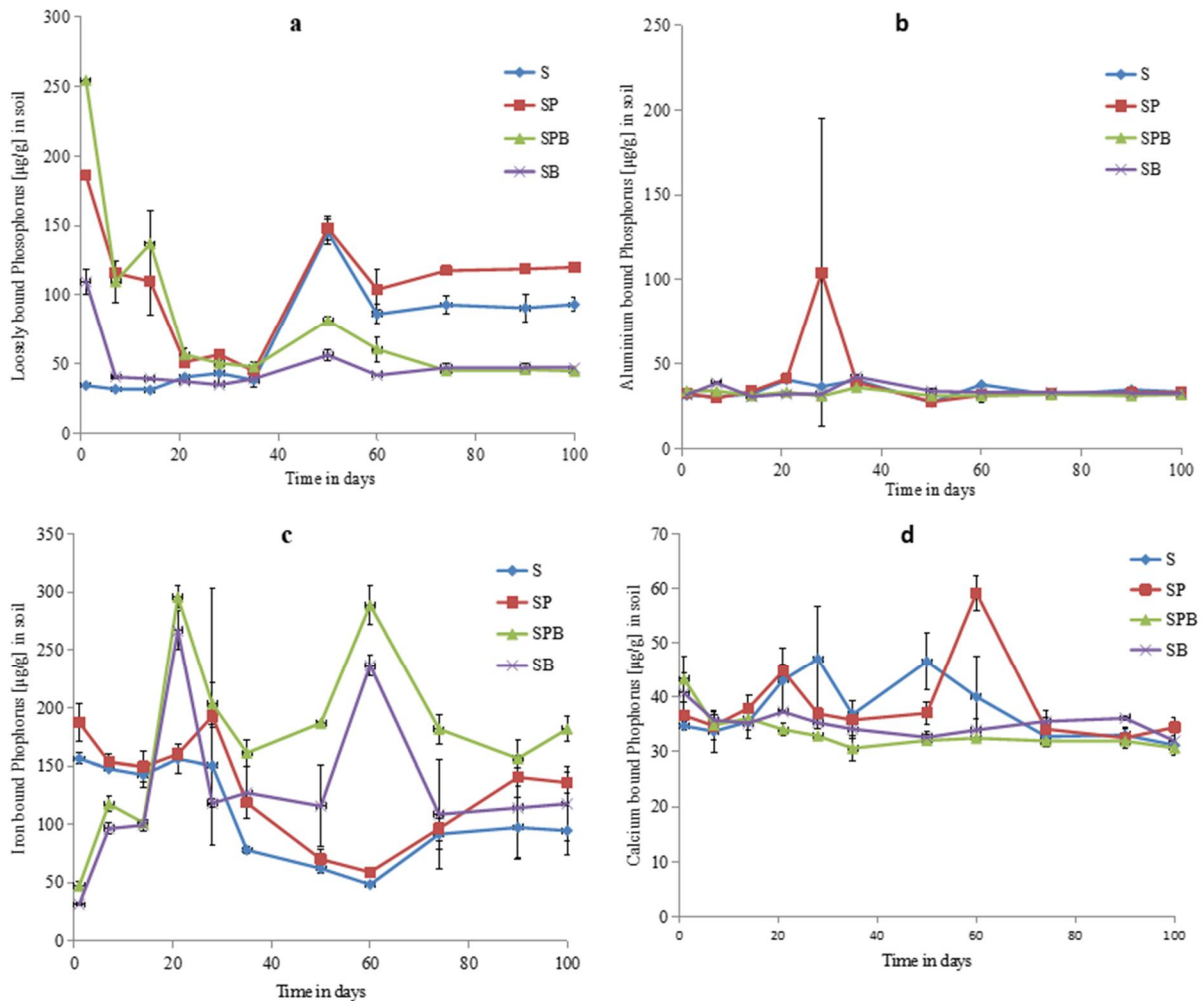 a
Loossely bound Phosophorus [µg/g] in soil
300
250
200
150
100
50
0
0 20 40 60 80 100
Time in days
S
SP
SPB
SB
b
Aluminium bound Phosphorus [µg/g] in soil
250
200
150
100
50
0
0 20 40 60 80 100
Time in days
S
SP
SPB
SB
c
Iron bound Phophorus [µg/g] in soil
350
300
250
200
150
100
50
0
0 20 40 60 80 100
Time in days
S
SP
SPB
SB
d
Calcium bound Phophorus [µg/g] in soil
70
60
50
40
30
20
10
0
0 20 40 60 80 100
Time in days
S
SP
SPB
SB